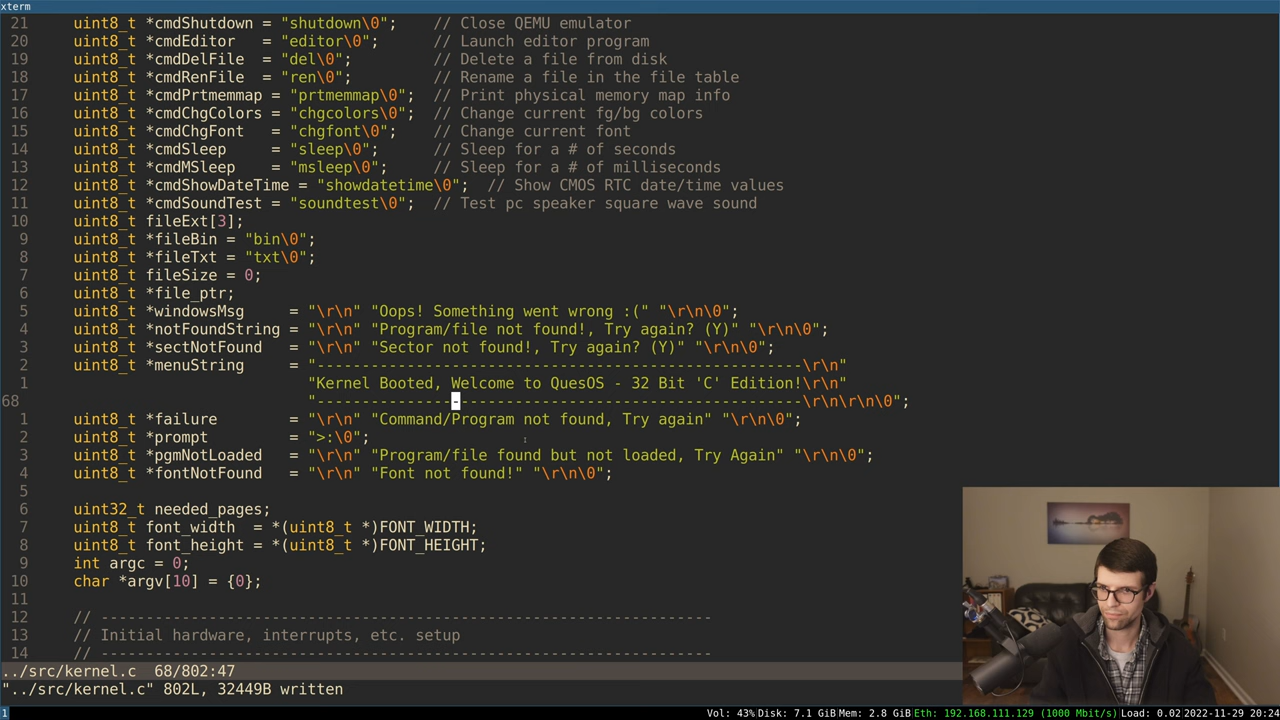 xterm
21 uint8_t *cmdShutdown = "shutdown\0"; // Close QEMU emulator
20 uint8_t *cmdEditor = "editor\0"; // Launch editor program
19 uint8_t *cmdDelFile = "del\0"; // Delete a file from disk
18 uint8_t *cmdRenFile = "ren\0"; // Rename a file in the file table
17 uint8_t *cmdPrtmemmap = "prtmemmap\0"; // Print physical memory map info
16 uint8_t *cmdChgColors = "chgcolors\0"; // Change current fg/bg colors
15 uint8_t *cmdChgFont = "chgfont\0"; // Change current font
14 uint8_t *cmdSleep = "sleep\0"; // Sleep for a # of seconds
13 uint8_t *cmdMSleep = "msleep\0"; // Sleep for a # of milliseconds
12 uint8_t *cmdShowDateTime = "showdatetime\0"; // Show CMOS RTC date/time values
11 uint8_t *cmdSoundTest = "soundtest\0"; // Test pc speaker square wave sound
10 uint8_t fileExt[3];
9 uint8_t *fileBin = "bin\0";
8 uint8_t *fileTxt = "txt\0";
7 uint8_t fileSize = 0;
6 uint8_t *file_ptr;
5 uint8_t *windowsMsg = "\r\n" "Oops! Something went wrong :(" "\r\n\0";
4 uint8_t *notFoundString = "\r\n" "Program/file not found!, Try again? (Y)" "\r\n\0";
3 uint8_t *sectNotFound = "\r\n" "Sector not found!, Try again? (Y)" "\r\n\0";
2 uint8_t *menuString = "------------------------------------------------------\r\n"
1 "Kernel Booted, Welcome to QuesOS - 32 Bit 'C' Edition!\r\n"
68 "------------------------------------------------------\r\n\r\n\0";
1 uint8_t *failure = "\r\n" "Command/Program not found, Try again" "\r\n\0";
2 uint8_t *prompt = ">:\0";
3 uint8_t *pgmNotLoaded = "\r\n" "Program/file found but not loaded, Try Again" "\r\n\0";
4 uint8_t *fontNotFound = "\r\n" "Font not found!" "\r\n\0";
5
6 uint32_t needed_pages;
7 uint8_t font_width = *(uint8_t *)FONT_WIDTH;
8 uint8_t font_height = *(uint8_t *)FONT_HEIGHT;
9 int argc = 0;
10 char *argv[10] = {0};
11
12 // --------------------------------------------------------------------
13 // Initial hardware, interrupts, etc. setup
14 // --------------------------------------------------------------------
../src/kernel.c 68/802:47
"../src/kernel.c" 802L, 32449B written
1 Vol: 43% Disk: 7.1 GiB Mem: 2.8 GiB Eth: 192.168.111.129 (1000 Mbit/s) Load: 0.02 2022-11-29 20:24